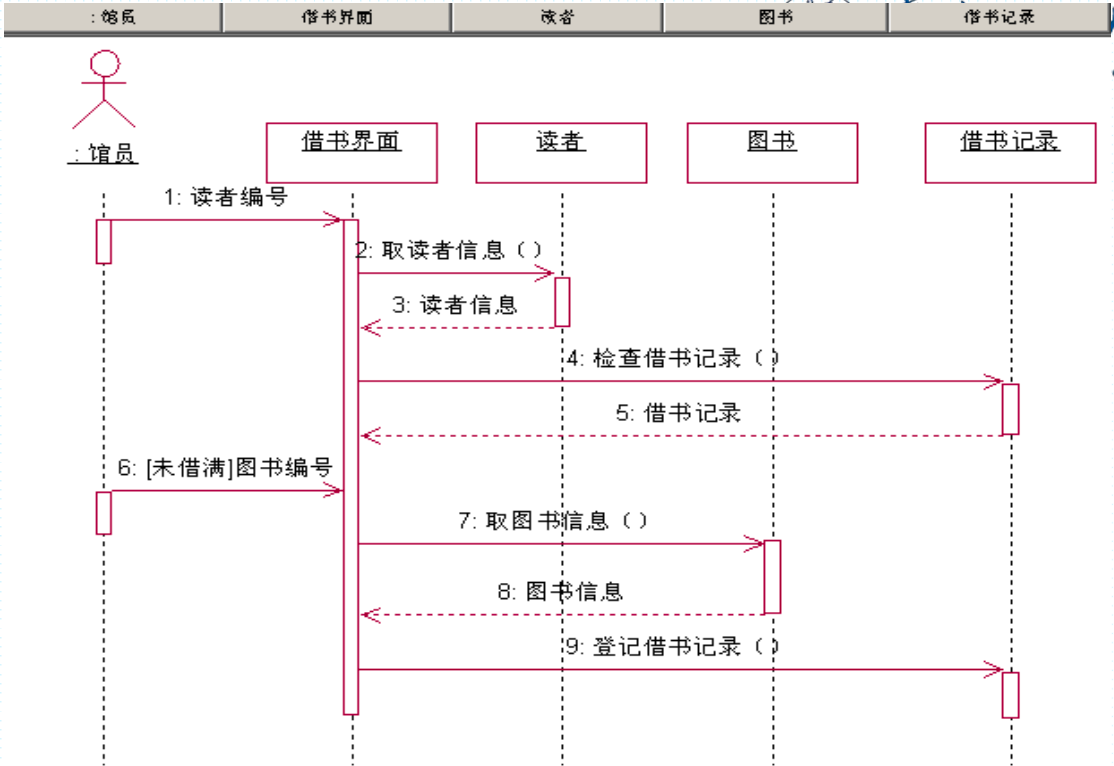 : 馆员
借书界面
读者
图书
借书记录
: 馆员
借书界面
读者
图书
借书记录
1: 读者编号
2: 取读者信息（）
3: 读者信息
4: 检查借书记录（）
5: 借书记录
6: [未借满]图书编号
7: 取图书信息（）
8: 图书信息
9: 登记借书记录（）